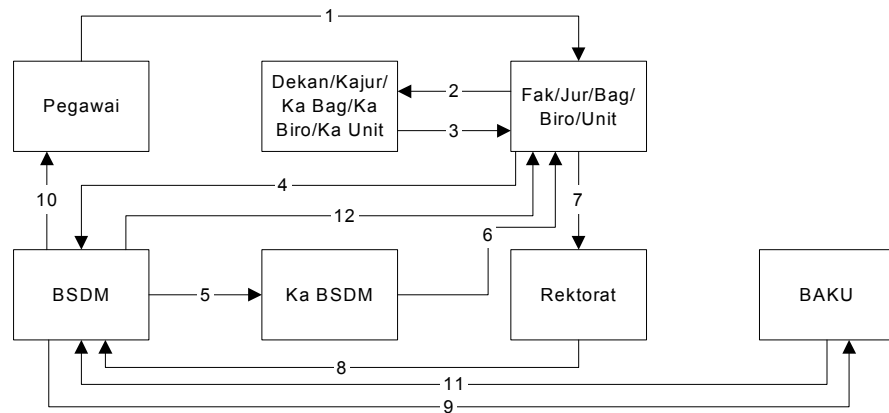 1
Pegawai
Dekan/Kajur/
Ka Bag/Ka
Biro/Ka Unit
2
3
Fak/Jur/Bag/
Biro/Unit
4
10
12
6
7
BSDM
5
Ka BSDM
Rektorat
BAKU
8
11
9